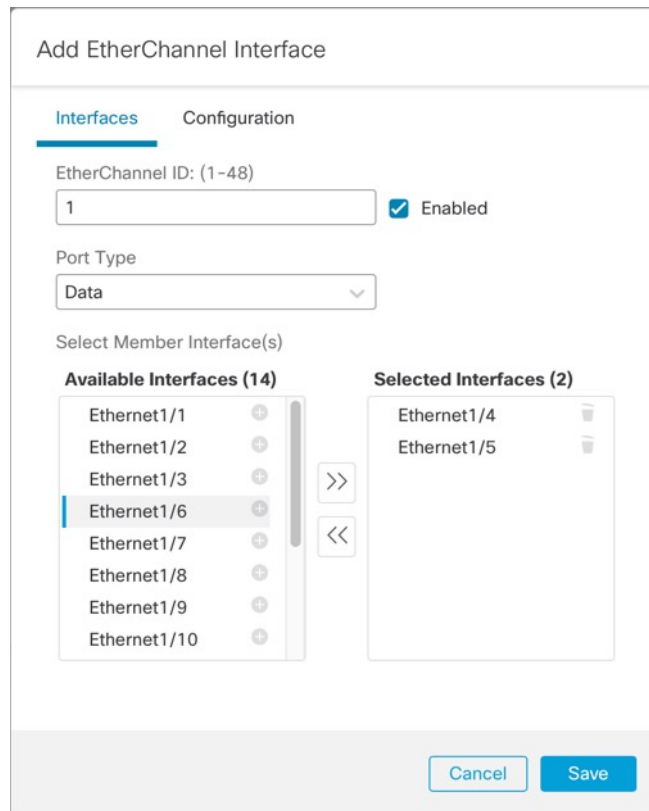 Add EtherChannel Interface
Interfaces Configuration
EtherChannel ID: (1-48)
1 Enabled
Port Type
Data
Select Member Interface(s)
Available Interfaces (14) Selected Interfaces (2)
Ethernet1/1 Ethernet1/4
Ethernet1/2 Ethernet1/5
Ethernet1/3
Ethernet1/6
Ethernet1/7
Ethernet1/8
Ethernet1/9
Ethernet1/10
>>
<<
Cancel Save